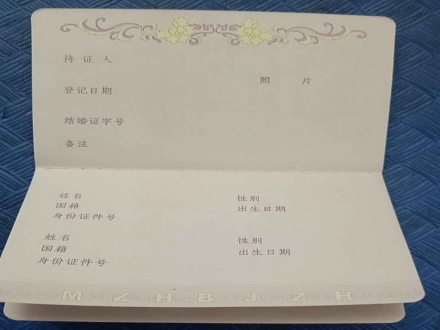 持证人
照片
登记日期
结婚证字号
备注
姓名 性别
国籍 出生日期
身份证件号
姓名 性别
国籍 出生日期
身份证件号